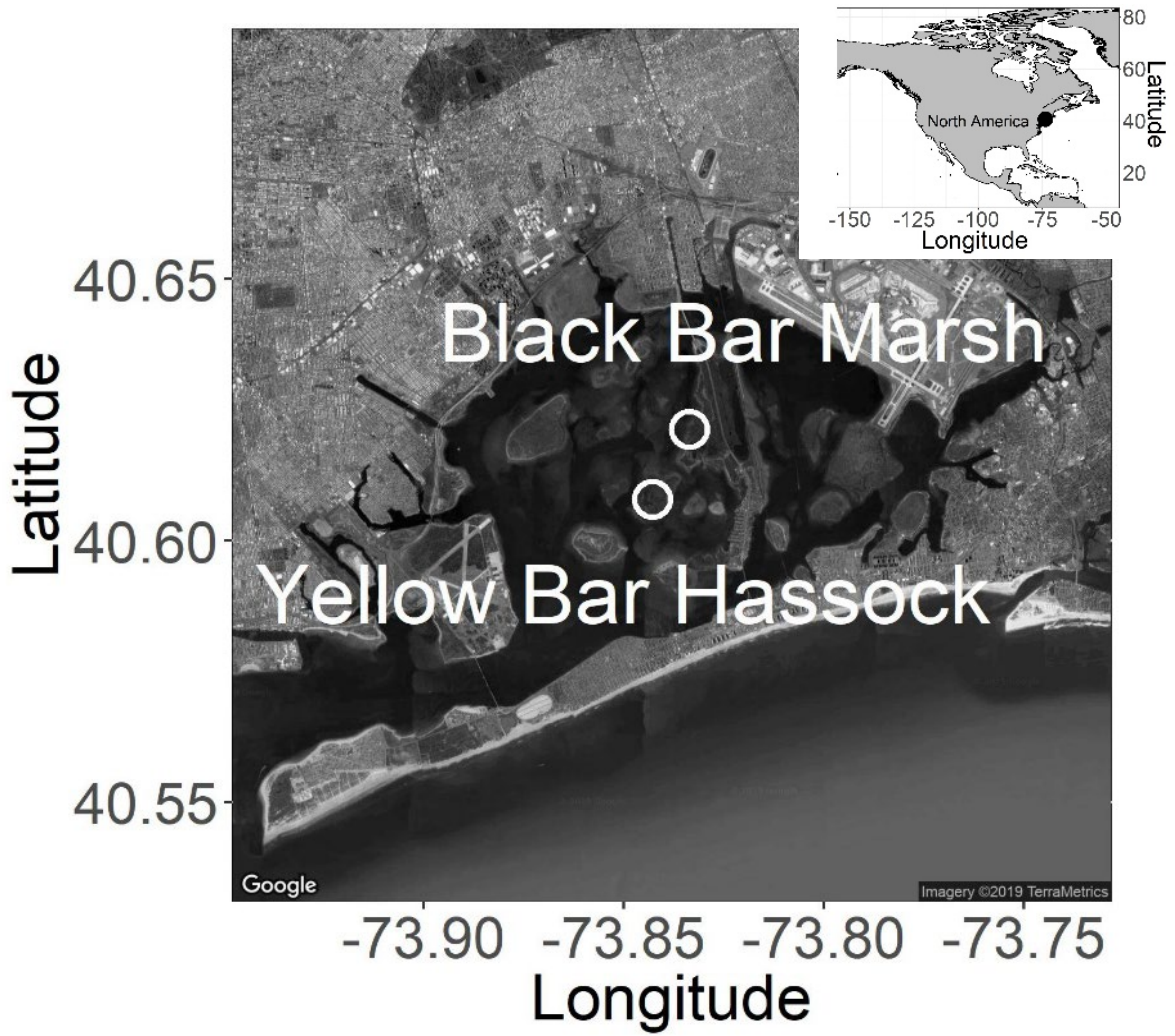 80
60
40
20
Latitude
North America
-150 -125 -100 -75 -50
Longitude
40.65
Black Bar Marsh
Latitude
40.60
Yellow Bar Hassock
40.55
Google
Imagery ©2019 TerraMetrics
-73.90 -73.85 -73.80 -73.75
Longitude